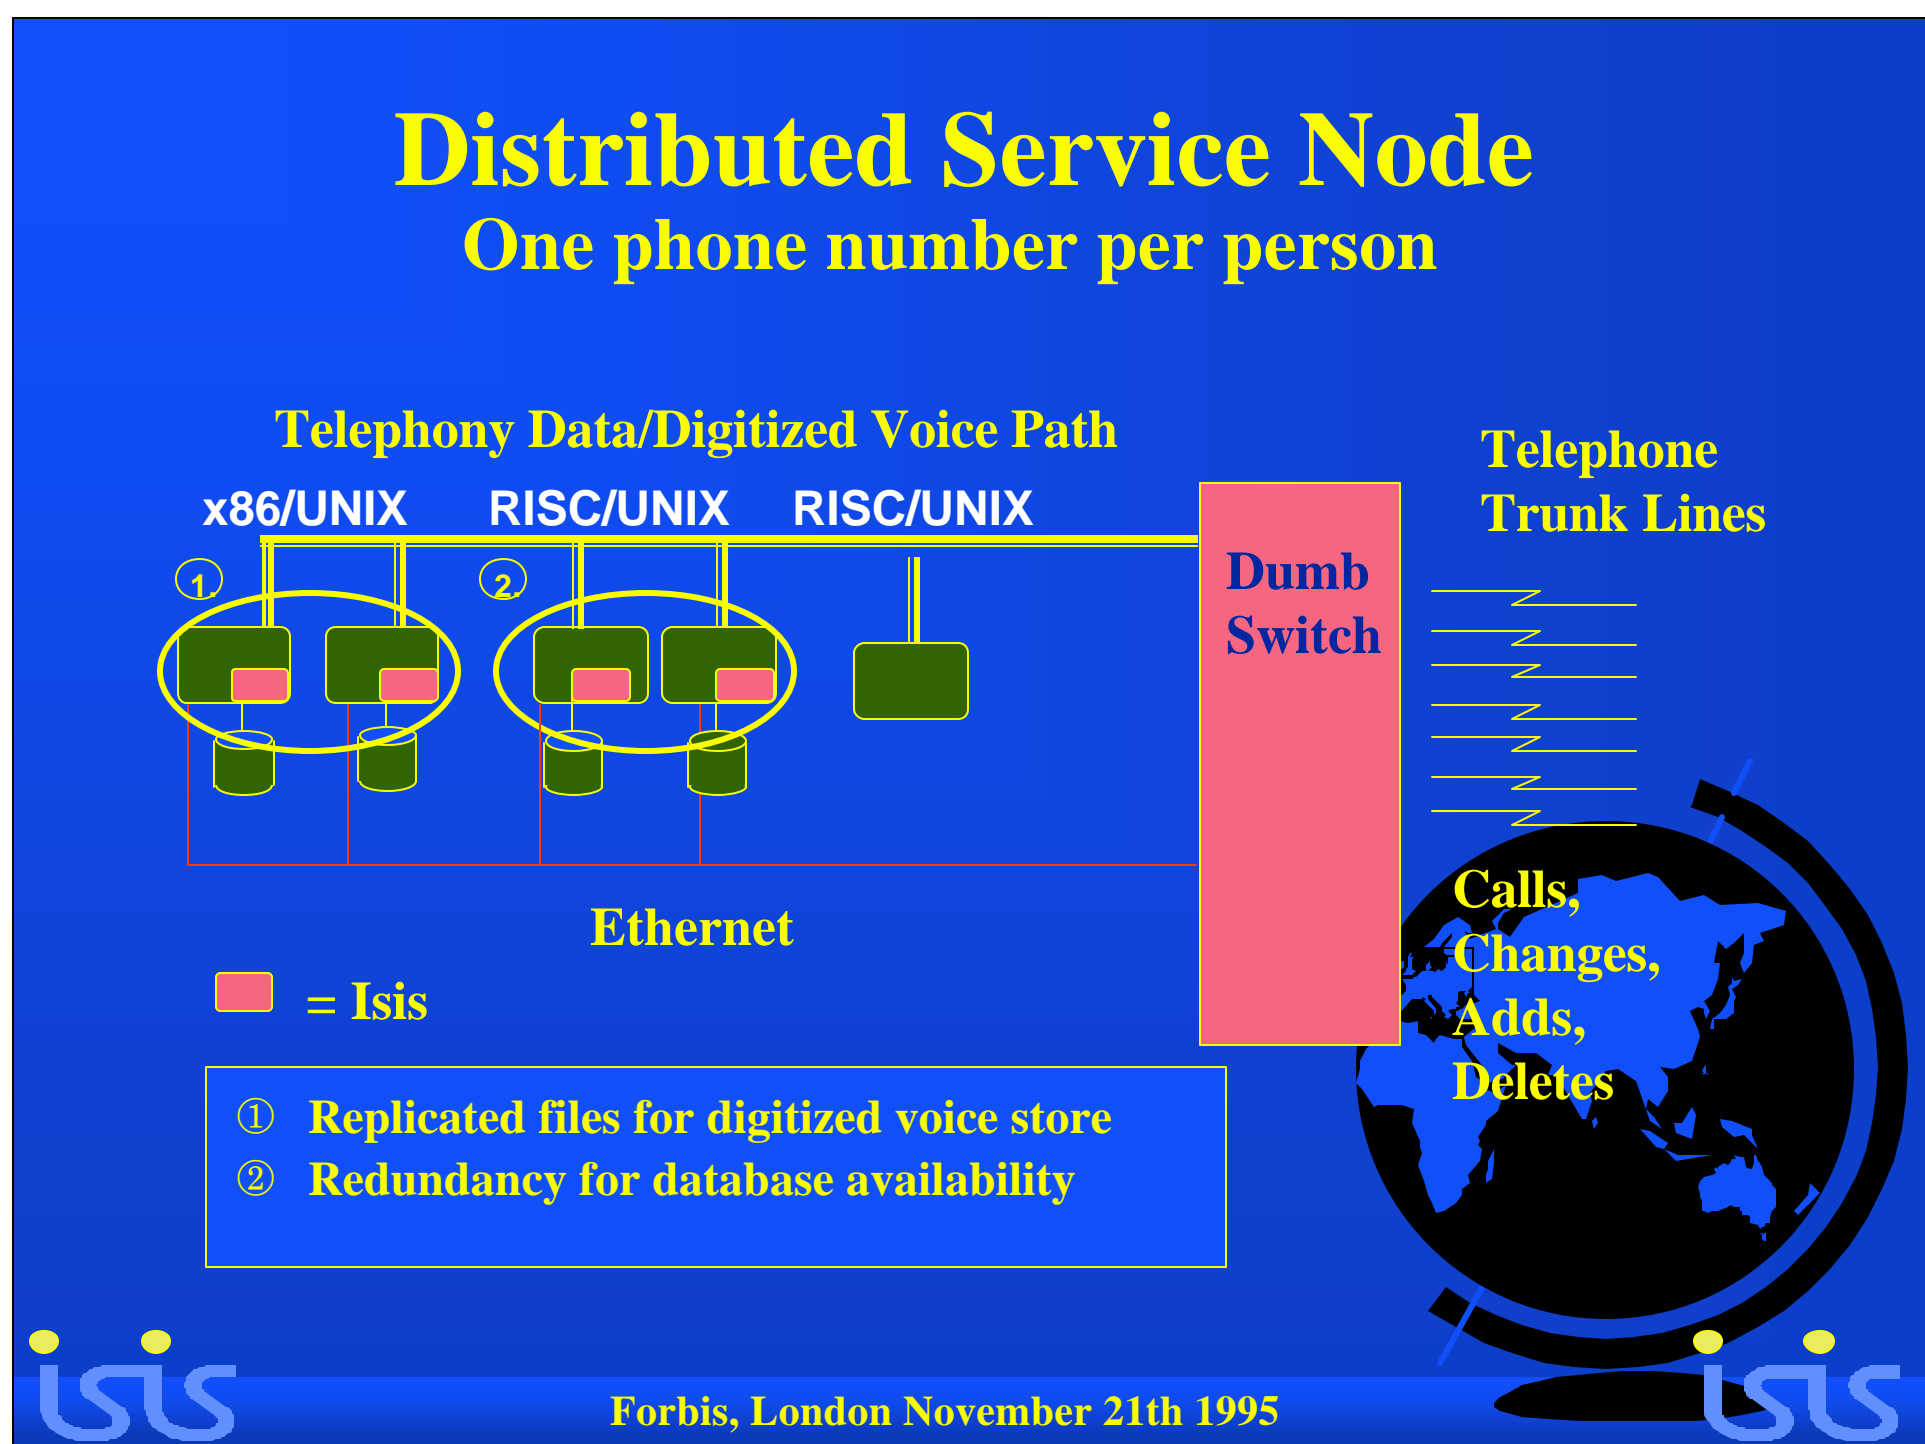 Distributed Service Node
One phone number per person
Telephony Data/Digitized Voice Path
x86/UNIX RISC/UNIX RISC/UNIX
Telephone
Trunk Lines
1. 2.
Dumb
Switch
Calls,
Changes,
Adds,
Deletes
Ethernet
= Isis
① Replicated files for digitized voice store
② Redundancy for database availability
isis
Forbis, London November 21th 1995
isis